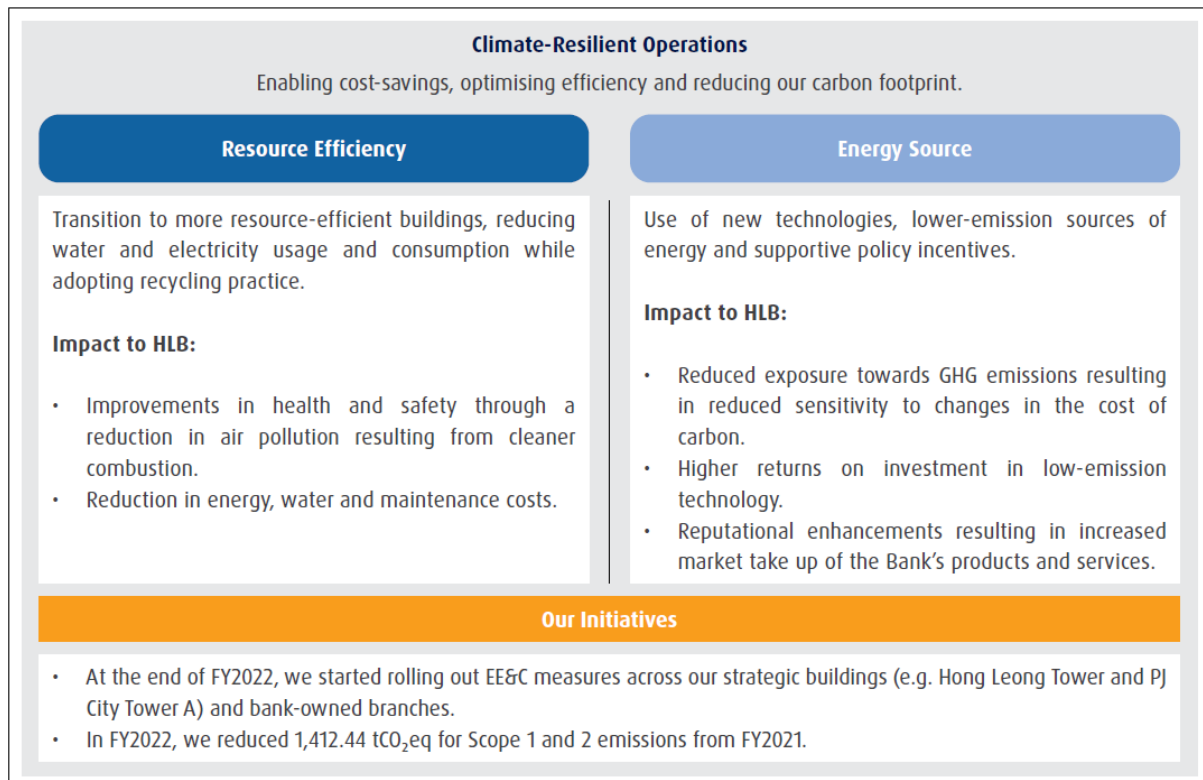 Climate-Resilient Operations
Enabling cost-savings, optimising efficiency and reducing our carbon footprint.
Resource Efficiency
Transition to more resource-efficient buildings, reducing
water and electricity usage and consumption while
adopting recycling practice.
Impact to HLB:
• Improvements in health and safety through a
reduction in air pollution resulting from cleaner
combustion.
• Reduction in energy, water and maintenance costs.
Energy Source
Use of new technologies, lower-emission sources of
energy and supportive policy incentives.
Impact to HLB:
• Reduced exposure towards GHG emissions resulting
in reduced sensitivity to changes in the cost of
carbon.
• Higher returns on investment in low-emission
technology.
• Reputational enhancements resulting in increased
market take up of the Bank’s products and services.
Our Initiatives
• At the end of FY2022, we started rolling out EE&C measures across our strategic buildings (e.g. Hong Leong Tower and PJ
City Tower A) and bank-owned branches.
• In FY2022, we reduced 1,412.44 tCO₂eq for Scope 1 and 2 emissions from FY2021.